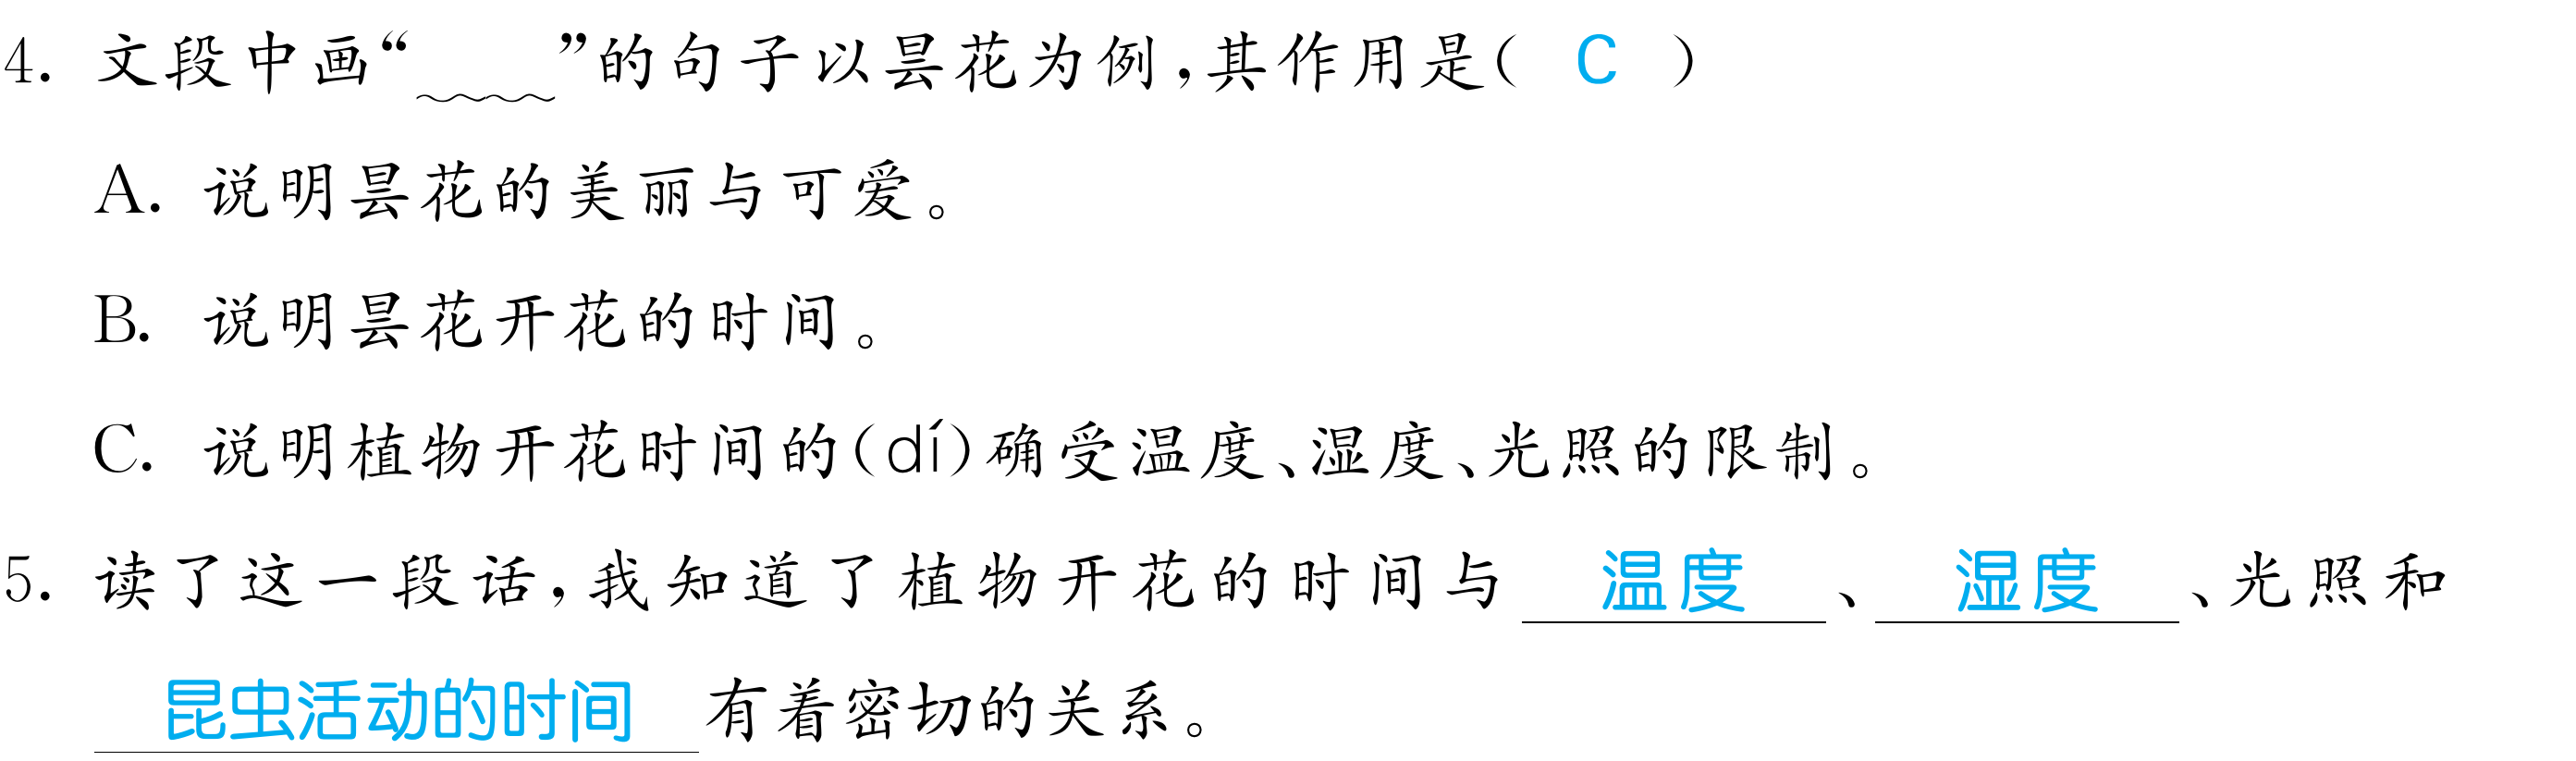 4. 文段中画“﹏﹏”的句子以昙花为例,其作用是( C )
A. 说明昙花的美丽与可爱。
B. 说明昙花开花的时间。
C. 说明植物开花时间的(dí)确受温度、湿度、光照的限制。
5. 读了这一段话,我知道了植物开花的时间与 温度 、 湿度 、光照和
昆虫活动的时间 有着密切的关系。